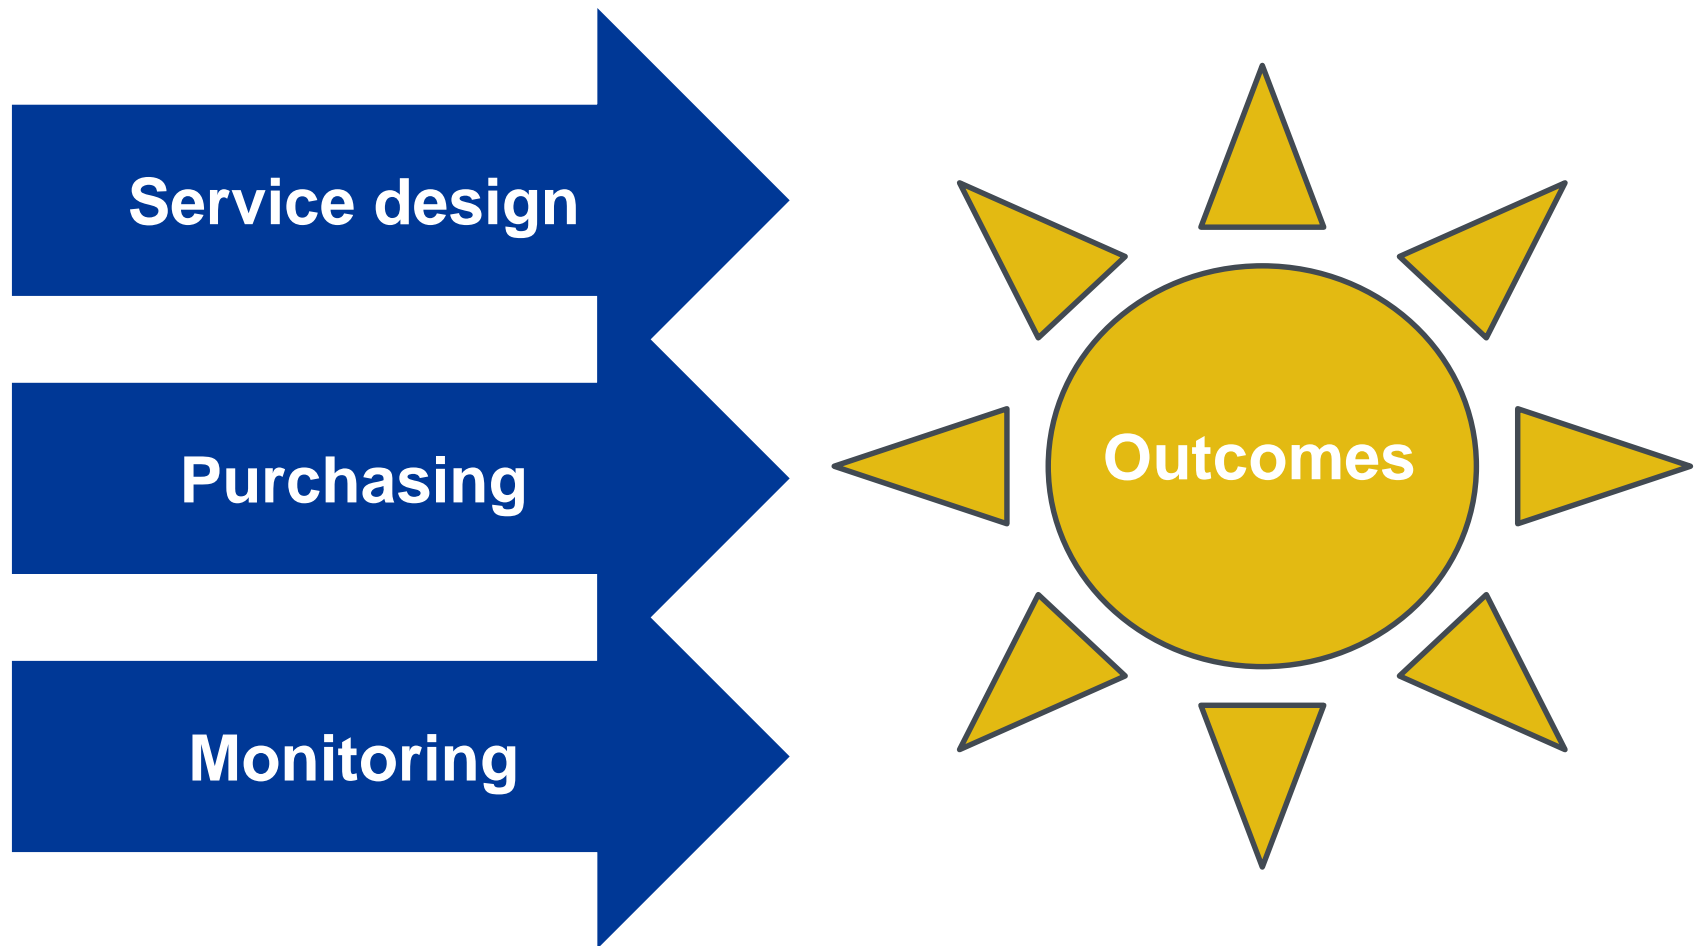 Service design
Purchasing
Outcomes
Monitoring